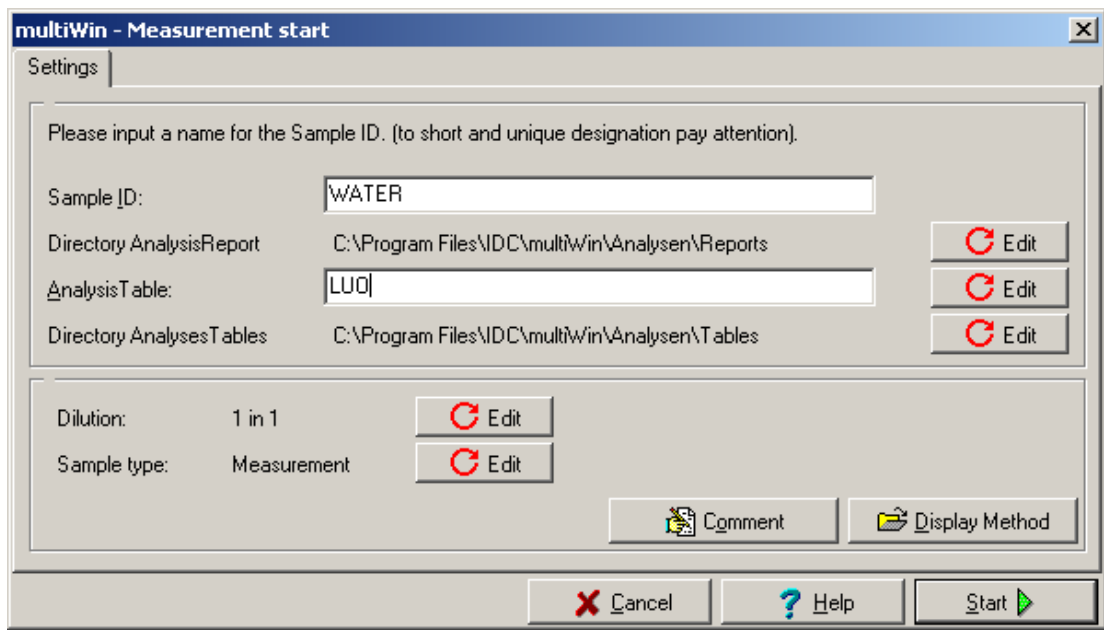 multiWin - Measurement start
Settings
Please input a name for the Sample ID. (to short and unique designation pay attention).
Sample ID: WATER
Directory AnalysisReport C:\Program Files\IDC\multiWin\Analysen\Reports Edit
AnalysisTable: LUO Edit
Directory AnalysesTables C:\Program Files\IDC\multiWin\Analysen\Tables Edit
Dilution: 1 in 1 Edit
Sample type: Measurement Edit
Comment Display Method
Cancel Help Start